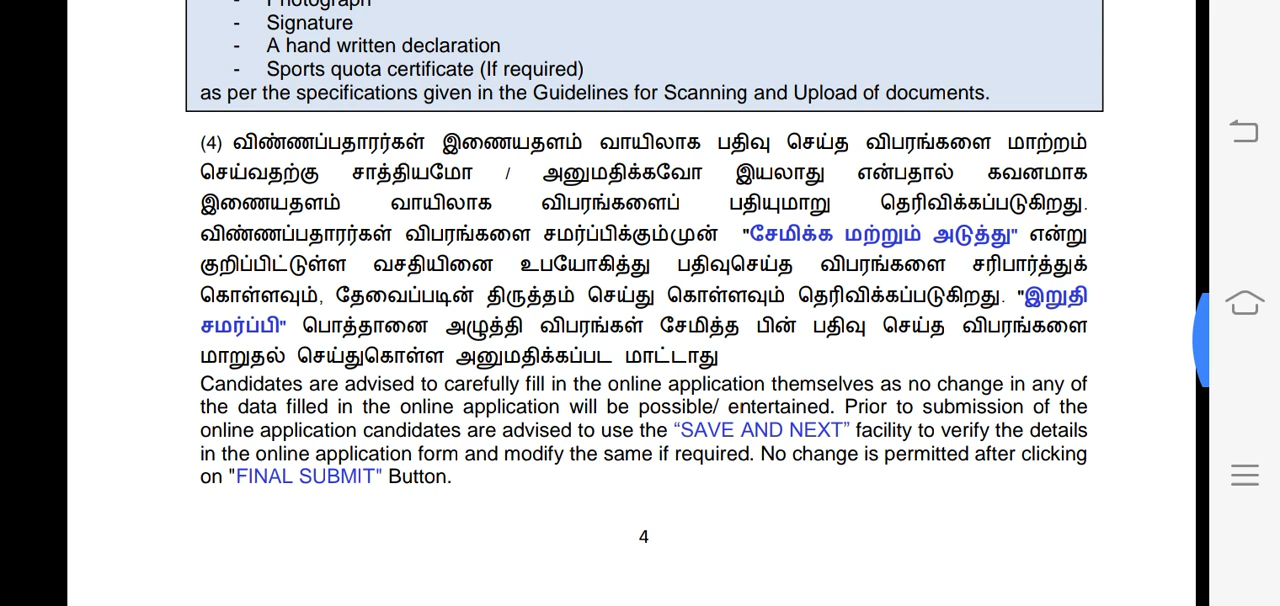 - Photograph
- Signature
- A hand written declaration
- Sports quota certificate (If required)
as per the specifications given in the Guidelines for Scanning and Upload of documents.
(4) விண்ணப்பதாரர்கள் இணையதளம் வாயிலாக பதிவு செய்த விபரங்களை மாற்றம்
செய்வதற்கு சாத்தியமோ / அனுமதிக்கவோ இயலாது என்பதால் கவனமாக
இணையதளம் வாயிலாக விபரங்களைப் பதியுமாறு தெரிவிக்கப்படுகிறது.
விண்ணப்பதாரர்கள் விபரங்களை சமர்ப்பிக்கும்முன் "சேமிக்க மற்றும் அடுத்து" என்று
குறிப்பிட்டுள்ள வசதியினை உபயோகித்து பதிவுசெய்த விபரங்களை சரிபார்த்துக்
கொள்ளவும், தேவைப்படின் திருத்தம் செய்து கொள்ளவும் தெரிவிக்கப்படுகிறது. "இறுதி
சமர்ப்பி" பொத்தானை அழுத்தி விபரங்கள் சேமித்த பின் பதிவு செய்த விபரங்களை
மாறுதல் செய்துகொள்ள அனுமதிக்கப்பட மாட்டாது
Candidates are advised to carefully fill in the online application themselves as no change in any of
the data filled in the online application will be possible/ entertained. Prior to submission of the
online application candidates are advised to use the “SAVE AND NEXT” facility to verify the details
in the online application form and modify the same if required. No change is permitted after clicking
on "FINAL SUBMIT" Button.
4